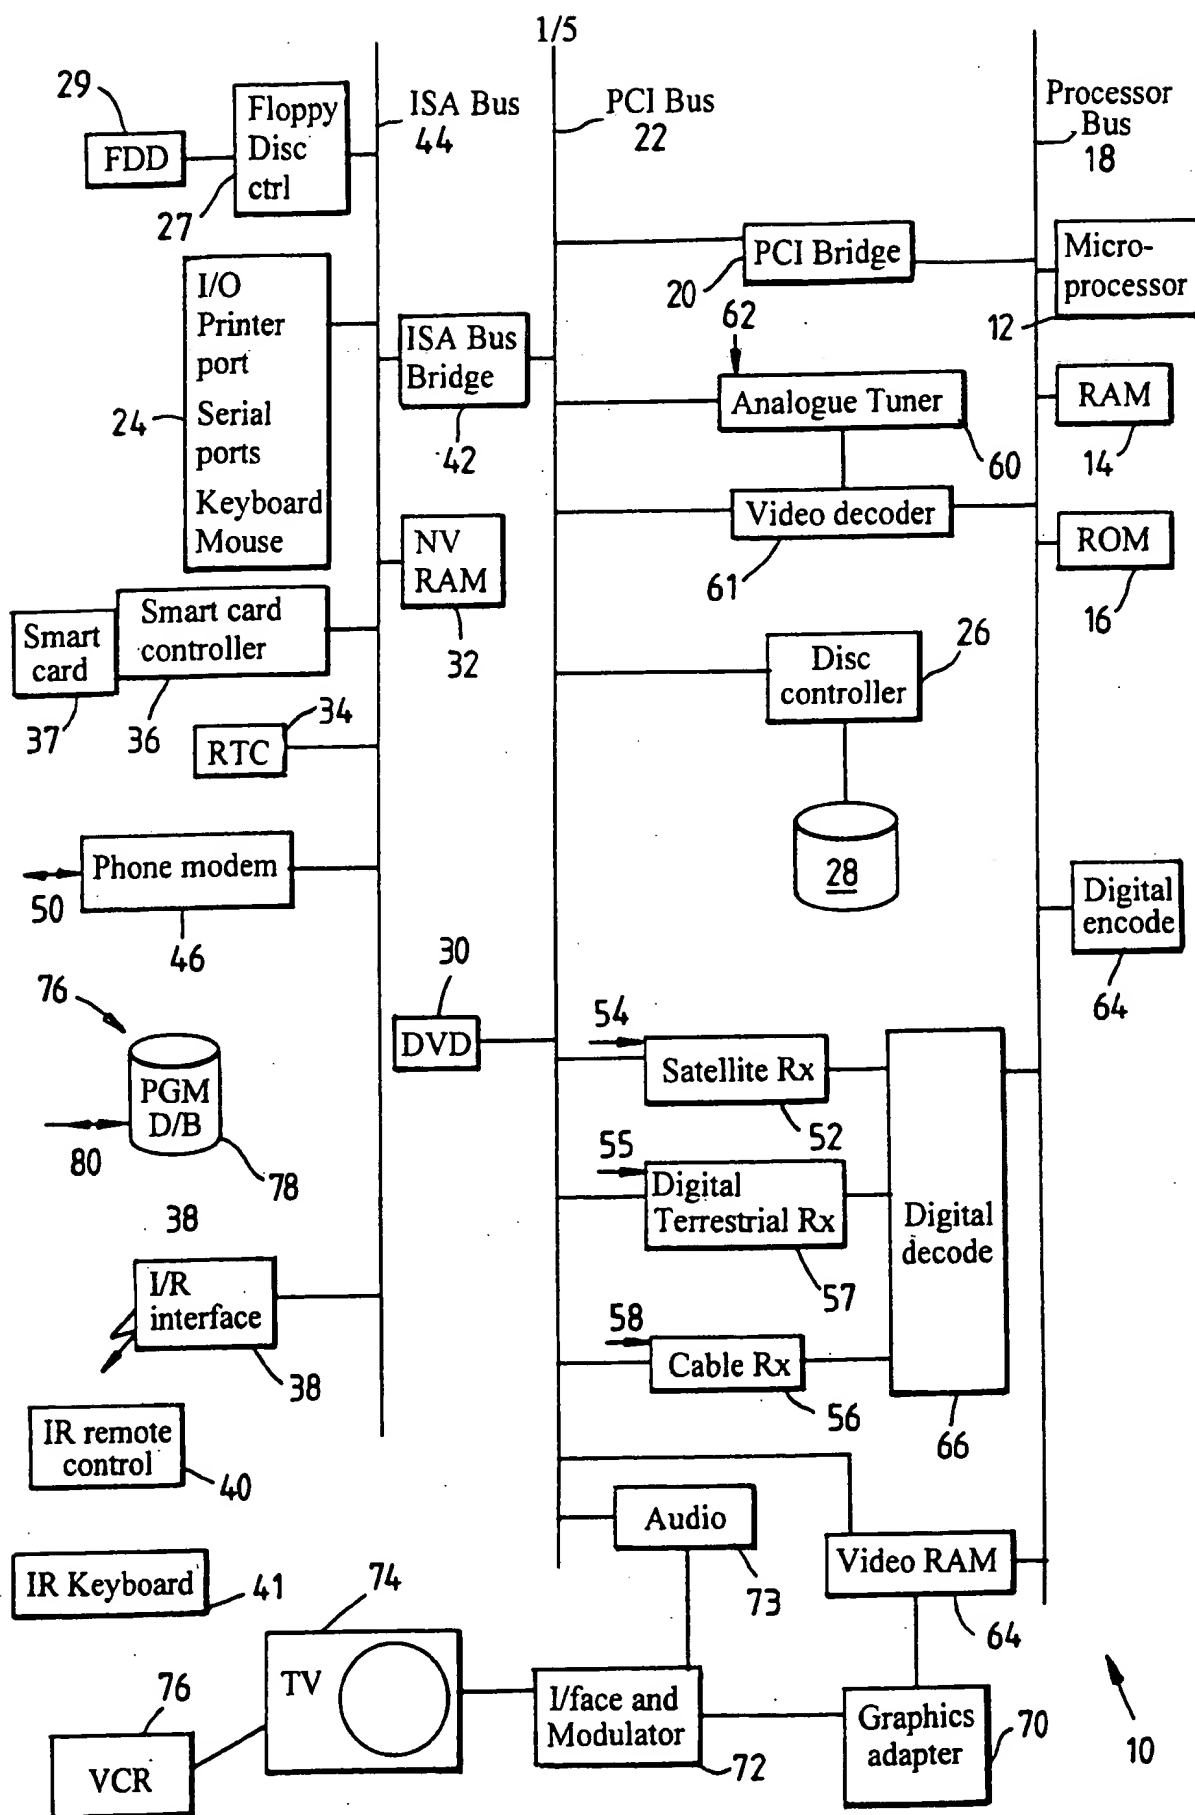 1/5
29
FDD
Floppy
Disc
ctrl
27
ISA Bus
44
PCI Bus
22
Processor
Bus
18
PCI Bridge
20
Micro-
processor
12
I/O
Printer
port
Serial
ports
Keyboard
Mouse
24
ISA Bus
Bridge
42
62
Analogue Tuner
60
RAM
14
Video decoder
61
ROM
16
NV
RAM
32
Smart
card
37
Smart card
controller
36
34
RTC
Disc
controller
26
28
Phone modem
50
46
Digital
encode
64
30
DVD
76
PGM
D/B
80
78
54
Satellite Rx
52
55
Digital
Terrestrial Rx
57
58
Cable Rx
56
Digital
decode
66
38
I/R
interface
38
IR remote
control
40
IR Keyboard
41
Audio
73
Video RAM
64
74
TV
76
VCR
I/face and
Modulator
72
Graphics
adapter
70
10